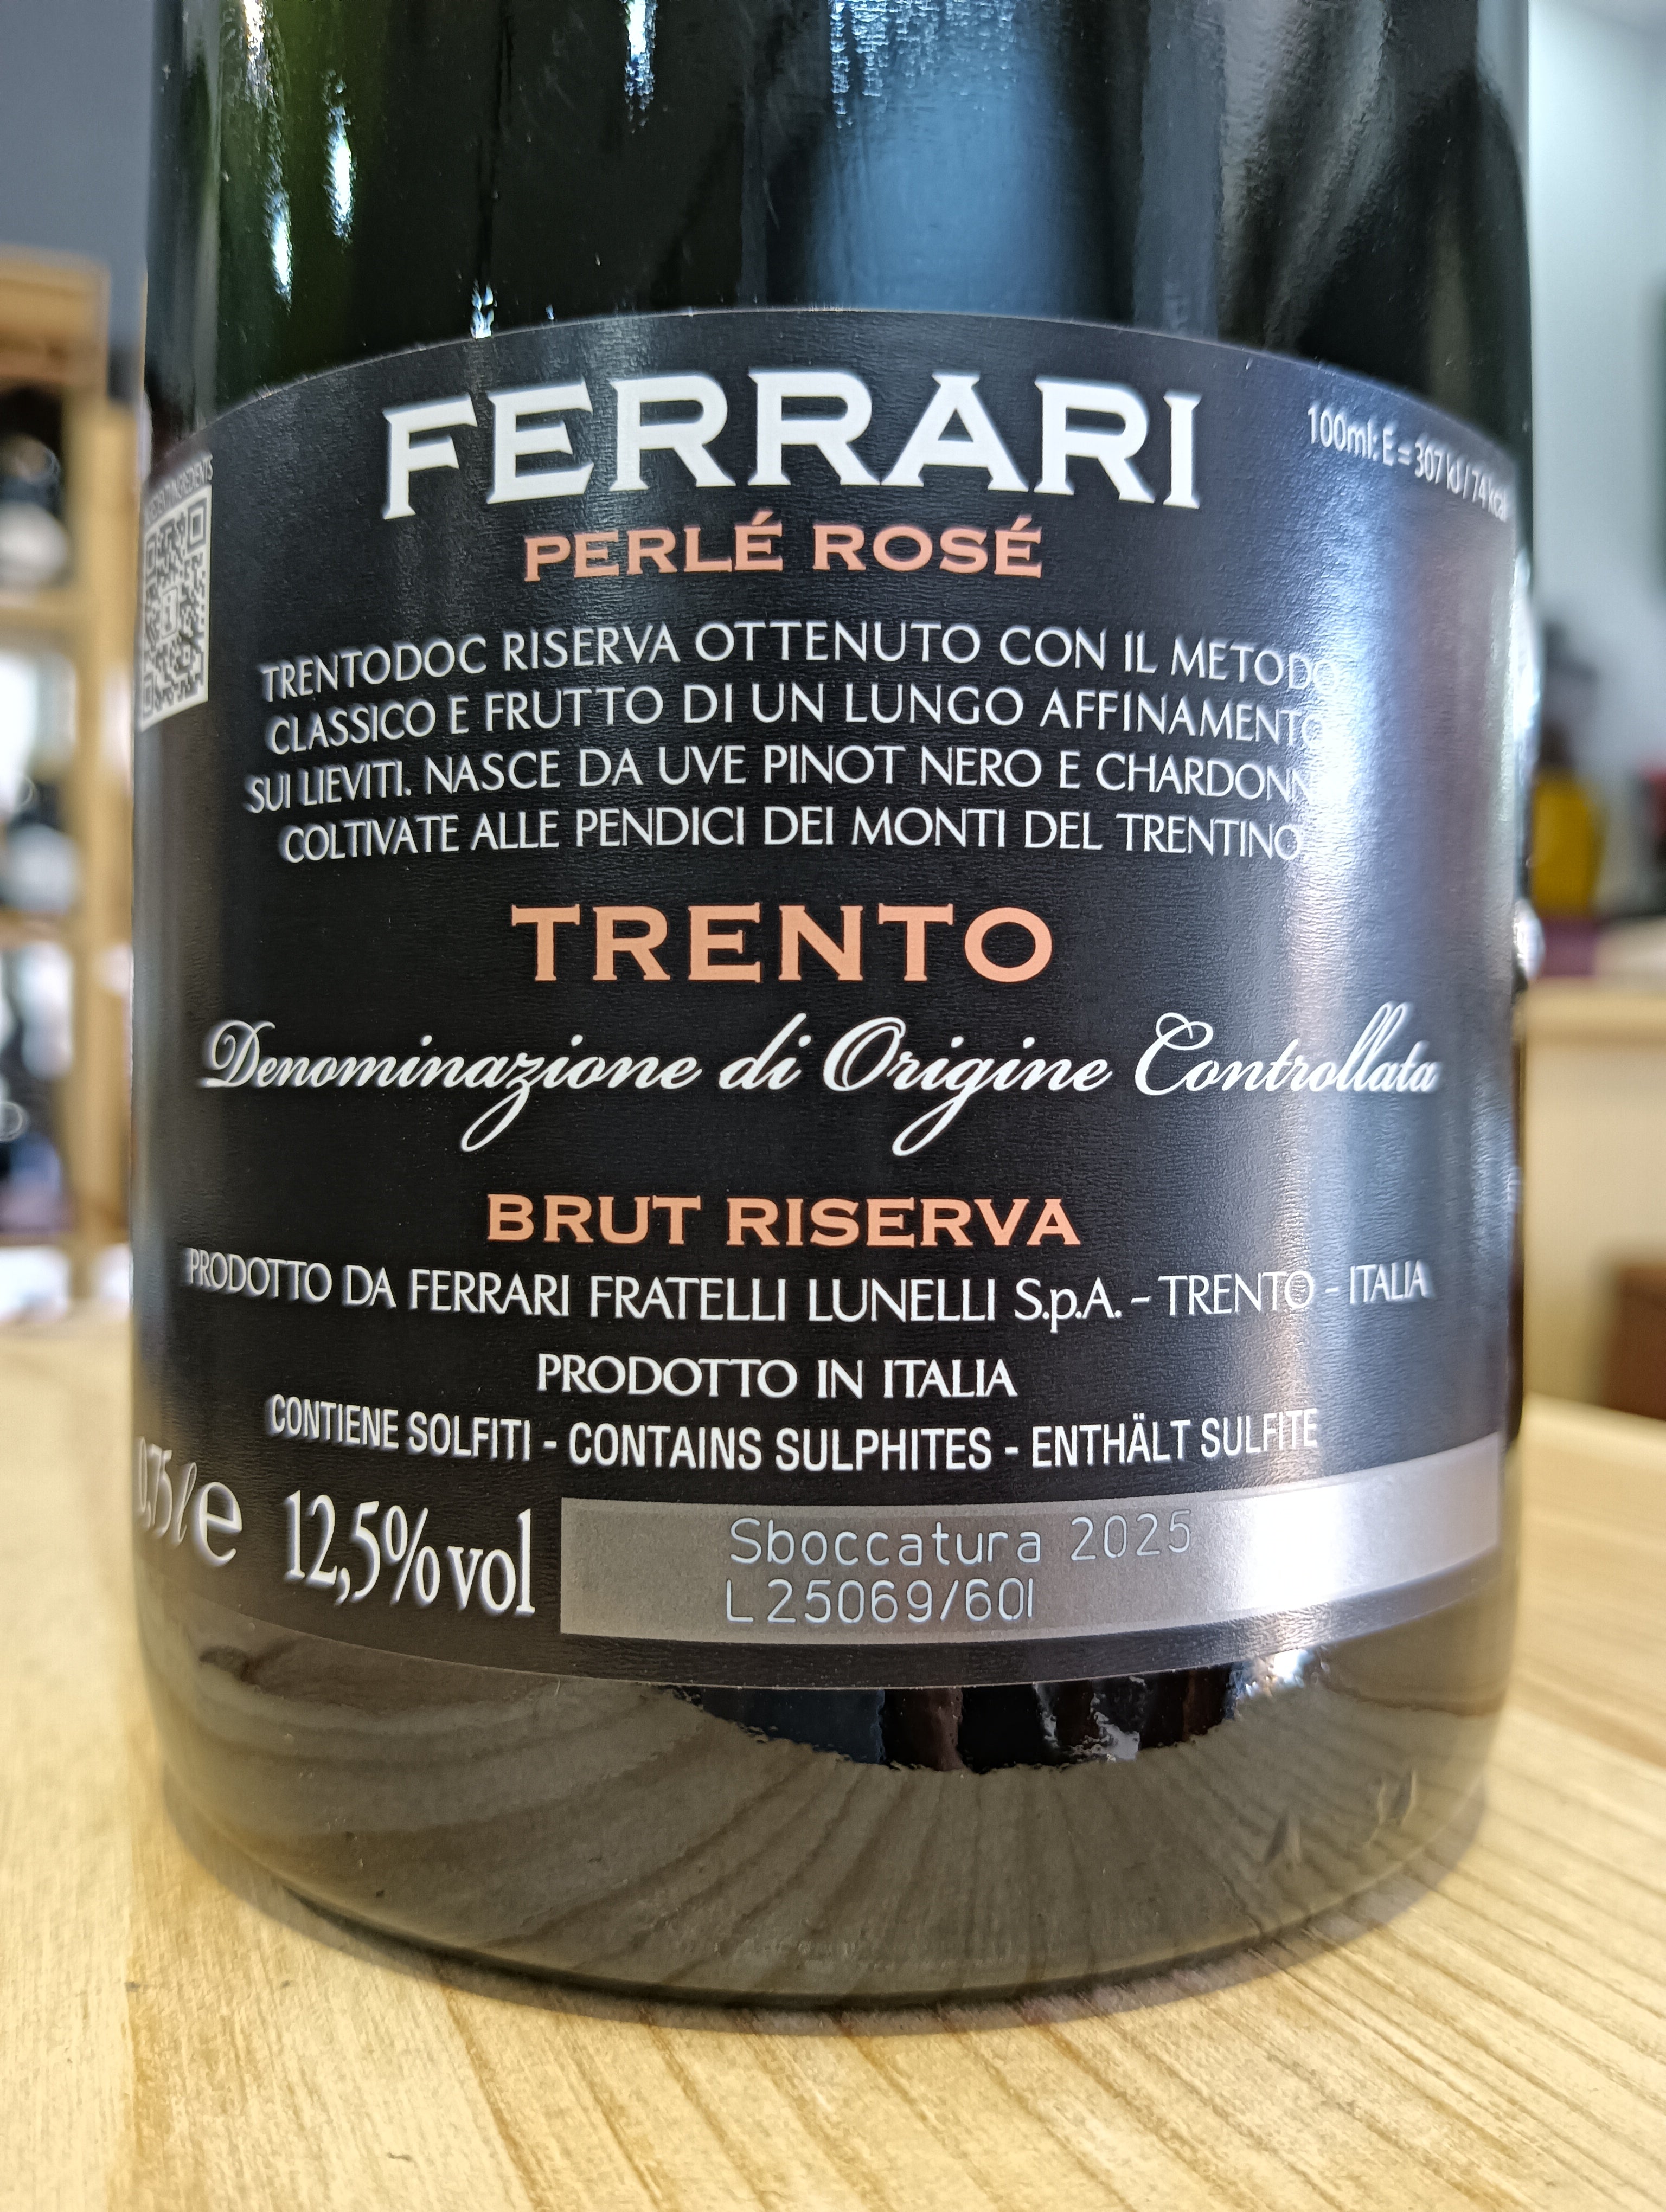 FERRARI
100ml: E = 307 kJ / 74 kcal
PERLÉ ROSÉ
TRENTODOC RISERVA OTTENUTO CON IL METODO
CLASSICO E FRUTTO DI UN LUNGO AFFINAMENTO
SUI LIEVITI. NASCE DA UVE PINOT NERO E
COLTIVATE ALLE PENDICI DEI MONTI DEL TRENTINO
TRENTO
Denominazione di Origine Controllata
BRUT RISERVA
PRODOTTO DA FERRARI FRATELLI LUNELLI S.p.A. - TRENTO - ITALIA
PRODOTTO IN ITALIA
CONTIENE SOLFITI - CONTAINS SULPHITES - ENTHÄLT SULFITE
0,75 ℓ e 12,5% vol
Sboccatura 2025
L25069/601